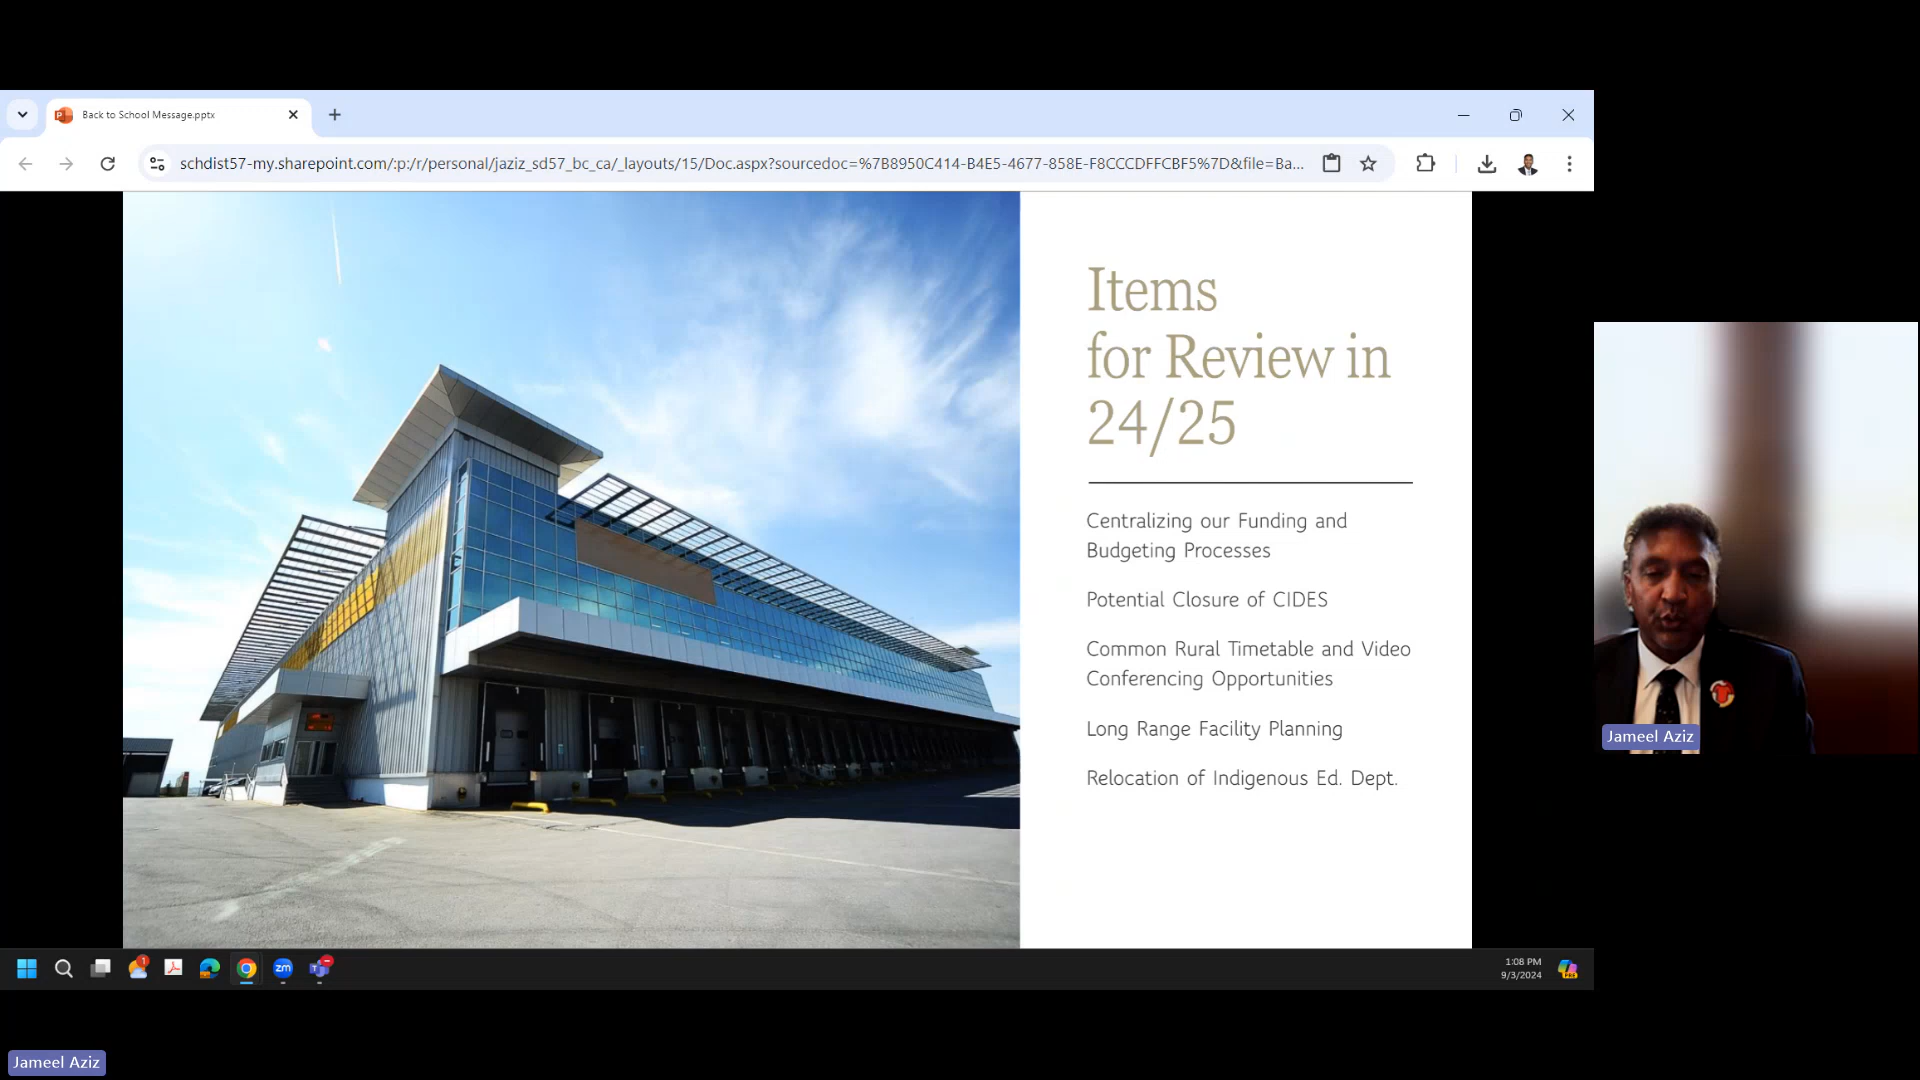 Back to School Message.pptx
schdist57-my.sharepoint.com/:p:/r/personal/jaziz_sd57_bc_ca/_layouts/15/Doc.aspx?sourcedoc=%7B8950C414-B4E5-4677-858E-F8CCCDFFCBF5%7D&file=Ba...
Items
for Review in
24/25
Centralizing our Funding and
Budgeting Processes
Potential Closure of CIDES
Common Rural Timetable and Video
Conferencing Opportunities
Long Range Facility Planning
Relocation of Indigenous Ed. Dept.
Jameel Aziz
1
zm
1:08 PM
9/3/2024
PRE
Jameel Aziz